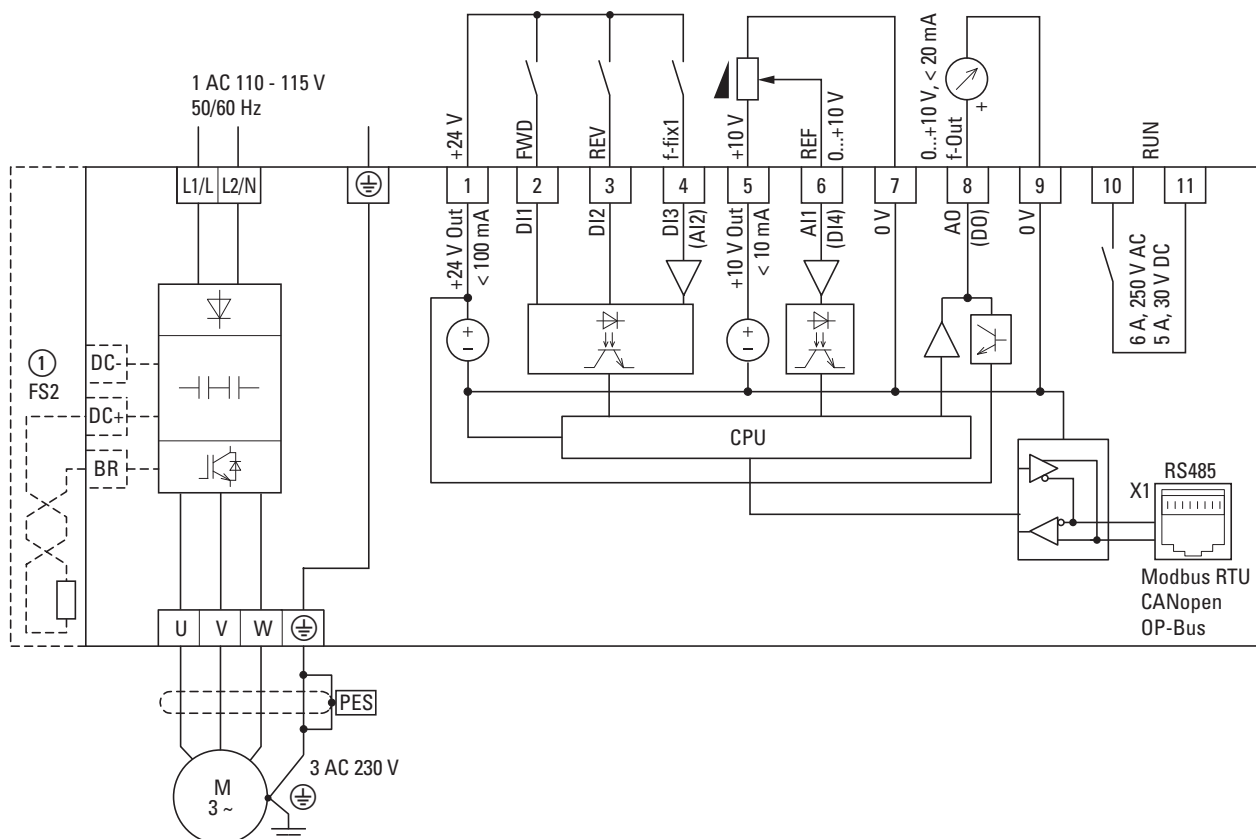 1 AC 110 - 115 V
50/60 Hz
+24 V
FWD
REV
f-fix1
+10 V
REF
0...+10 V
0...+10 V, < 20 mA
f-Out
+
RUN
L1/L
L2/N
1
2
3
4
5
6
7
8
9
10
11
+24 V Out
< 100 mA
DI1
DI2
DI3
(AI2)
+10 V Out
< 10 mA
AI1
(DI4)
0 V
AO
(DO)
0 V
6 A, 250 V AC
5 A, 30 V DC
+
-
+
-
1
FS2
DC-
DC+
BR
CPU
X1
RS485
Modbus RTU
CANopen
OP-Bus
U
V
W
PES
3 AC 230 V
M
3 ~